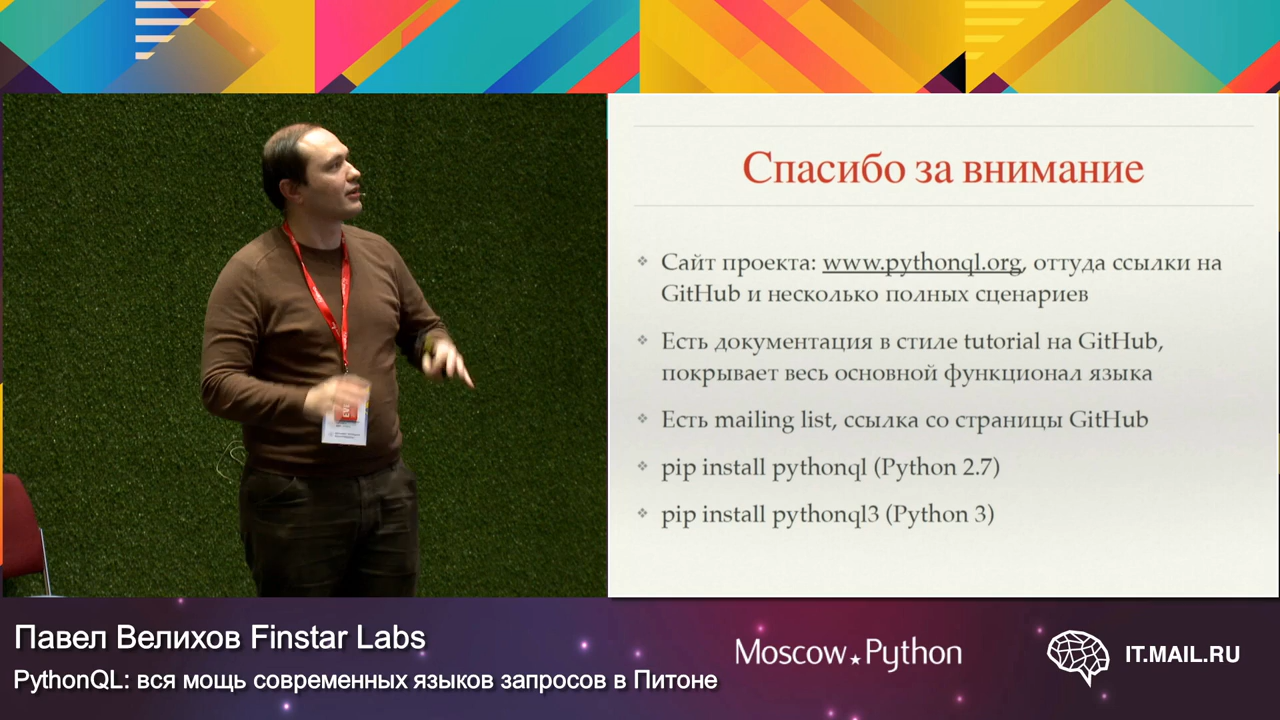 Спасибо за внимание
Сайт проекта: www.pythonql.org, оттуда ссылки на
GitHub и несколько полных сценариев
Есть документация в стиле tutorial на GitHub,
покрывает весь основной функционал языка
Есть mailing list, ссылка со страницы GitHub
pip install pythonql (Python 2.7)
pip install pythonql3 (Python 3)
Павел Велихов Finstar Labs
PythonQL: вся мощь современных языков запросов в Питоне
Moscow Python
IT.MAIL.RU